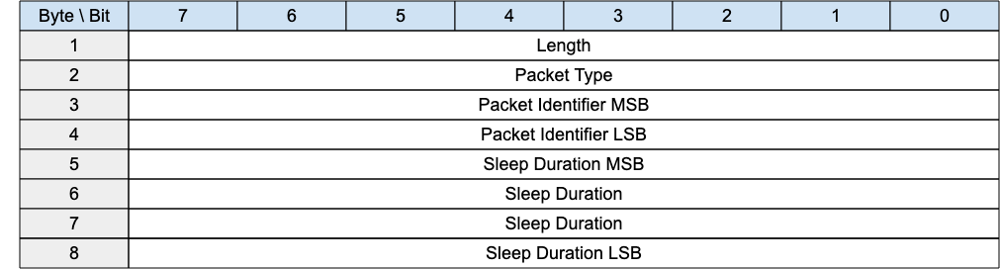 Byte \ Bit 7 6 5 4 3 2 1 0
1 Length
2 Packet Type
3 Packet Identifier MSB
4 Packet Identifier LSB
5 Sleep Duration MSB
6 Sleep Duration
7 Sleep Duration
8 Sleep Duration LSB